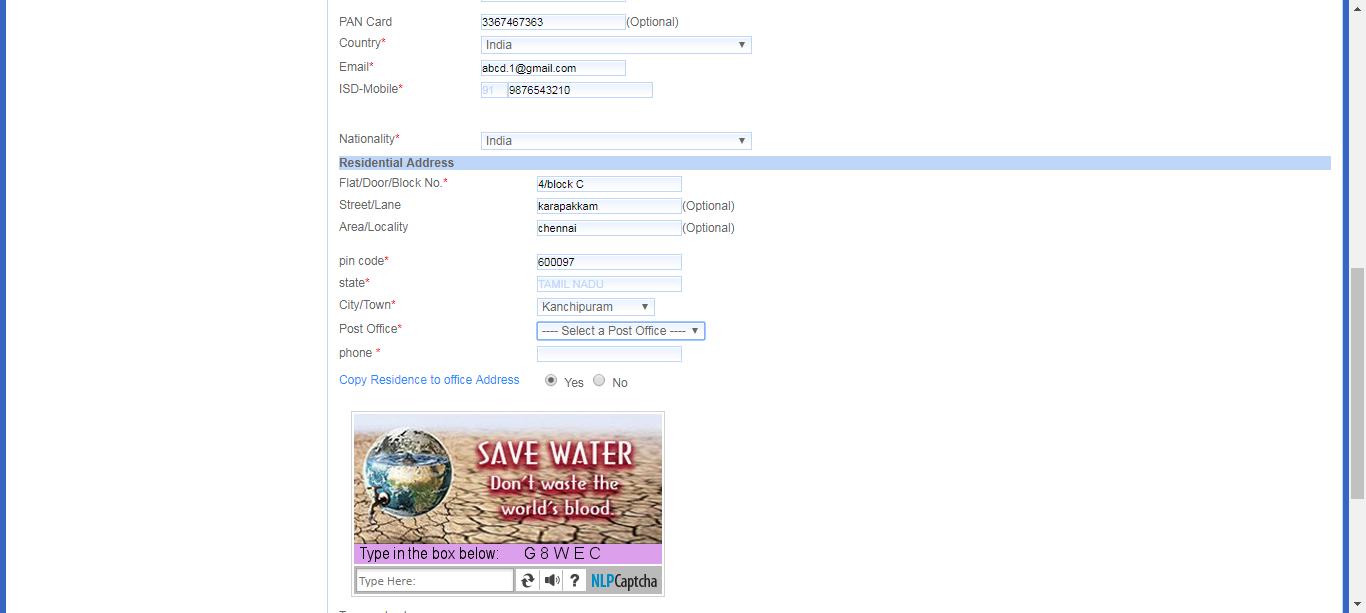 PAN Card 3367467363 (Optional)
Country* India
Email* abcd.1@gmail.com
ISD-Mobile* 91 9876543210
Nationality* India
Residential Address
Flat/Door/Block No.* 4/block C
Street/Lane karapakkam (Optional)
Area/Locality chennai (Optional)
pin code* 600097
state* TAMIL NADU
City/Town* Kanchipuram
Post Office* ---- Select a Post Office ----
phone *
Copy Residence to office Address Yes No
SAVE WATER
Don't waste the
world's blood.
Type in the box below: G 8 W E C
Type Here: ? NLPCaptcha